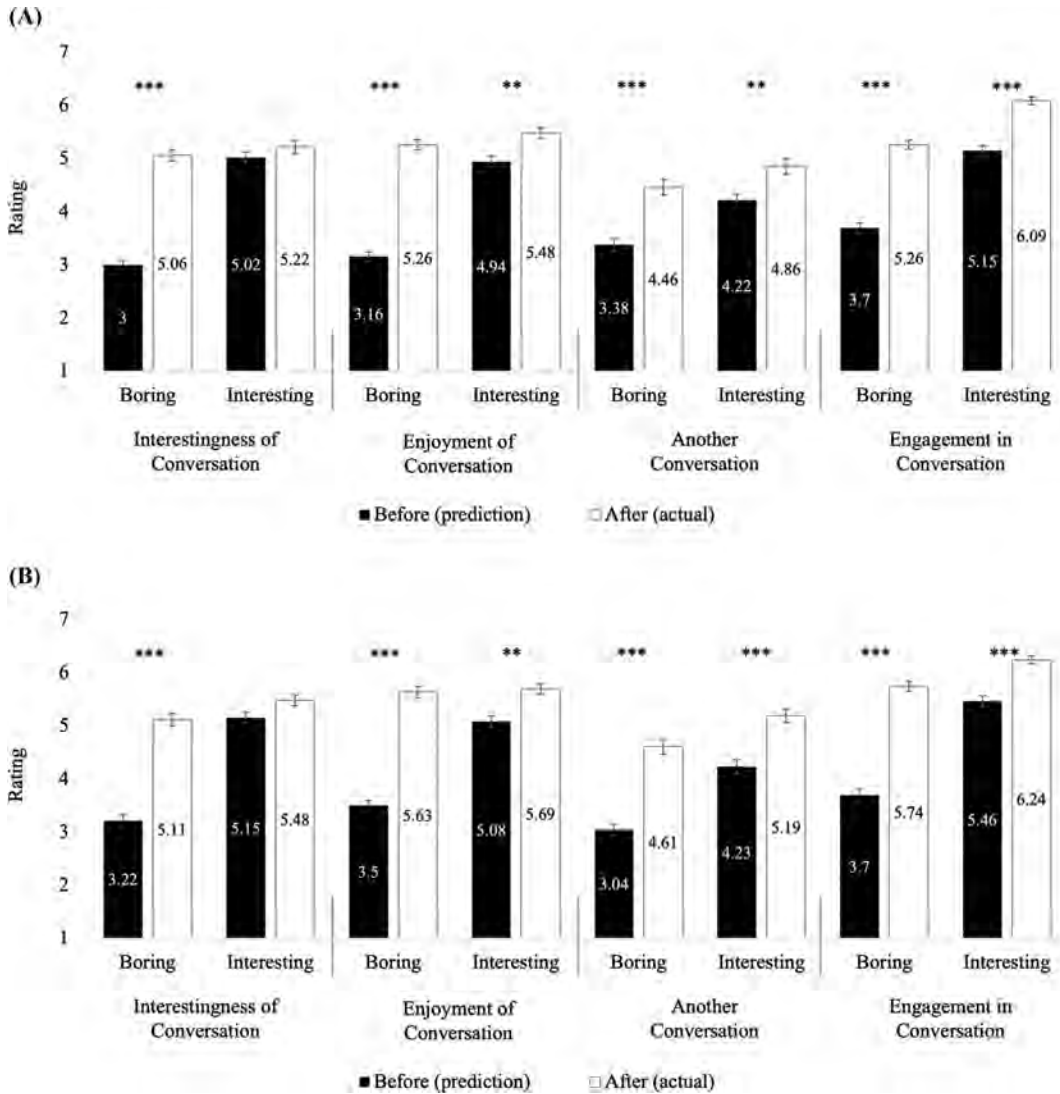 (A)
7
*** *** ** *** ** *** ***
6
5
4
Rating
3
2
1
3 5.06 5.02 5.22 3.16 5.26 4.94 5.48 3.38 4.46 4.22 4.86 3.7 5.26 5.15 6.09
Boring Interesting Boring Interesting Boring Interesting Boring Interesting
Interestingness of Enjoyment of Another Engagement in
Conversation Conversation Conversation Conversation
Before (prediction) After (actual)
(B)
7
*** *** ** *** *** *** ***
6
5
4
Rating
3
2
1
3.22 5.11 5.15 5.48 3.5 5.63 5.08 5.69 3.04 4.61 4.23 5.19 3.7 5.74 5.46 6.24
Boring Interesting Boring Interesting Boring Interesting Boring Interesting
Interestingness of Enjoyment of Another Engagement in
Conversation Conversation Conversation Conversation
Before (prediction) After (actual)